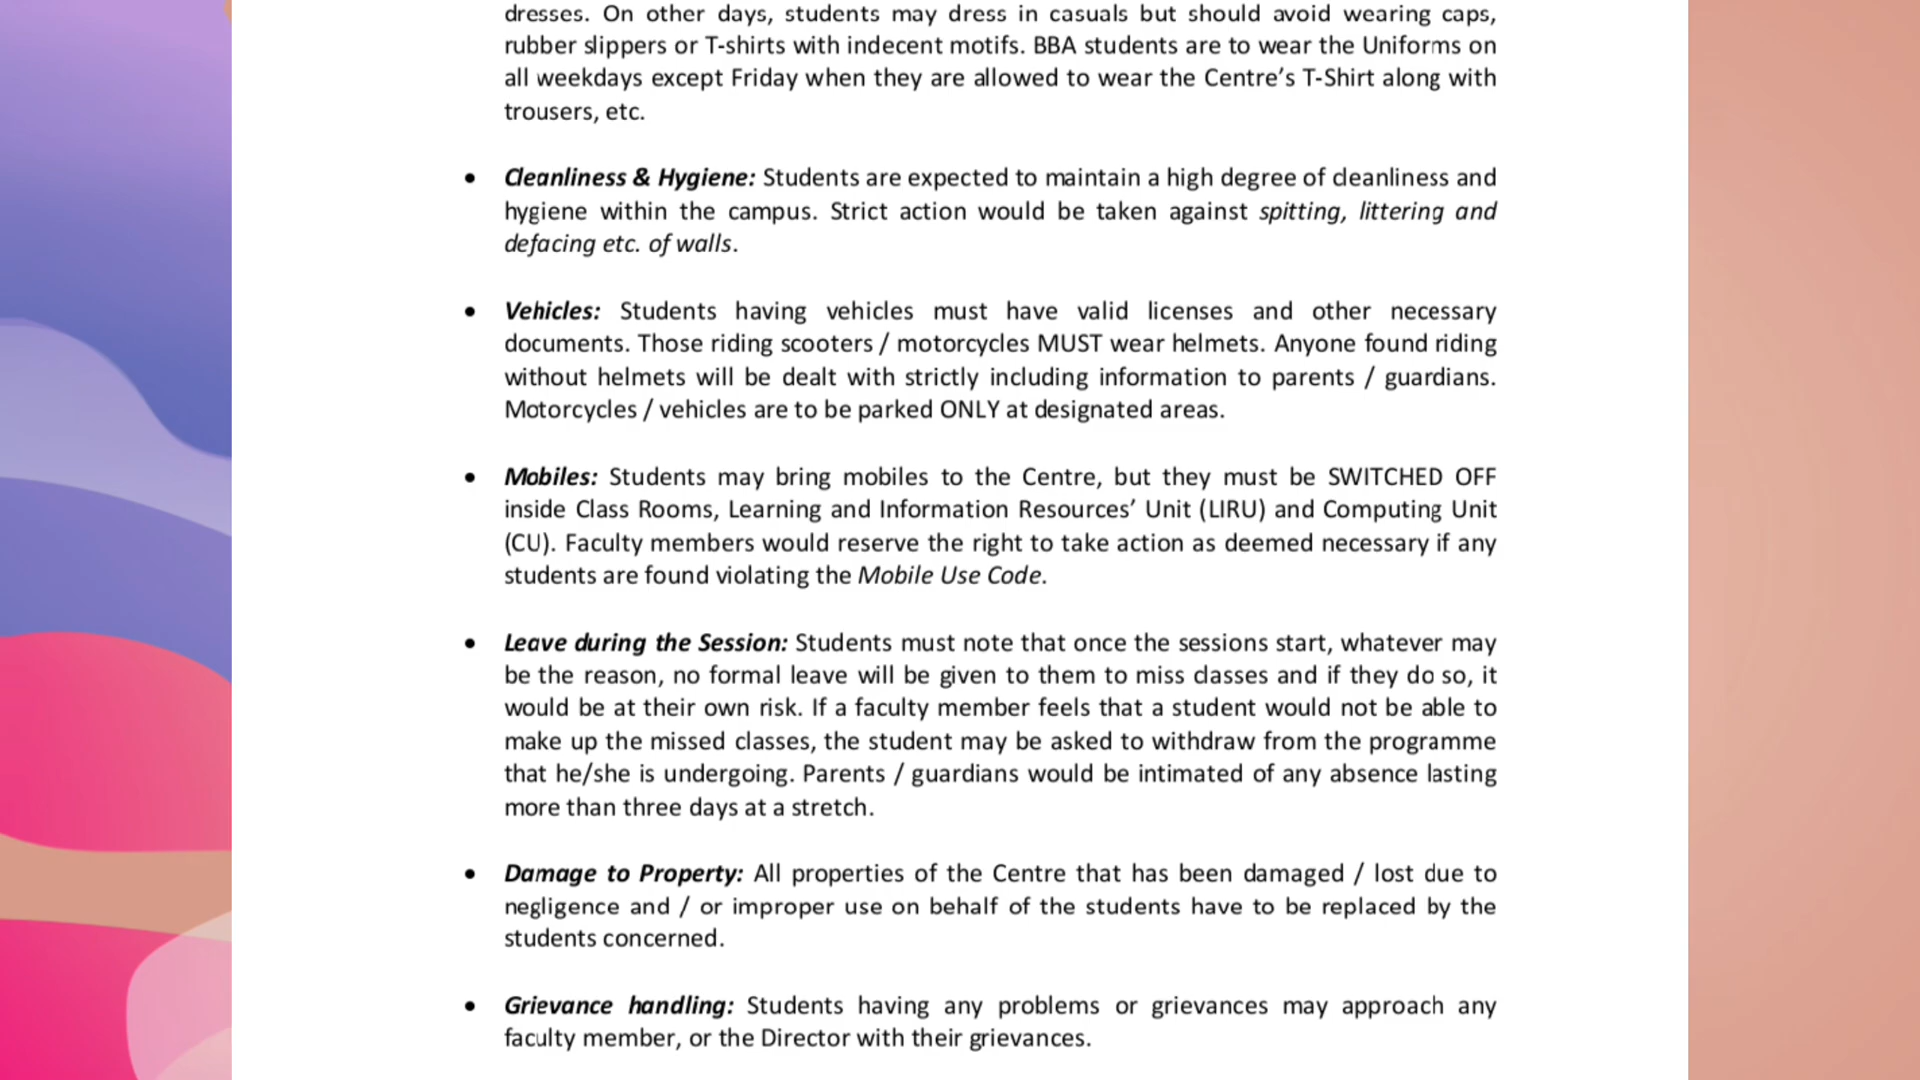 dresses. On other days, students may dress in casuals but should avoid wearing caps,
rubber slippers or T-shirts with indecent motifs. BBA students are to wear the Uniforms on
all weekdays except Friday when they are allowed to wear the Centre's T-Shirt along with
trousers, etc.
• Cleanliness & Hygiene: Students are expected to maintain a high degree of cleanliness and
hygiene within the campus. Strict action would be taken against spitting, littering and
defacing etc. of walls.
• Vehicles: Students having vehicles must have valid licenses and other necessary
documents. Those riding scooters / motorcycles MUST wear helmets. Anyone found riding
without helmets will be dealt with strictly including information to parents / guardians.
Motorcycles / vehicles are to be parked ONLY at designated areas.
• Mobiles: Students may bring mobiles to the Centre, but they must be SWITCHED OFF
inside Class Rooms, Learning and Information Resources' Unit (LIRU) and Computing Unit
(CU). Faculty members would reserve the right to take action as deemed necessary if any
students are found violating the Mobile Use Code.
• Leave during the Session: Students must note that once the sessions start, whatever may
be the reason, no formal leave will be given to them to miss classes and if they do so, it
would be at their own risk. If a faculty member feels that a student would not be able to
make up the missed classes, the student may be asked to withdraw from the programme
that he/she is undergoing. Parents / guardians would be intimated of any absence lasting
more than three days at a stretch.
• Damage to Property: All properties of the Centre that has been damaged / lost due to
negligence and / or improper use on behalf of the students have to be replaced by the
students concerned.
• Grievance handling: Students having any problems or grievances may approach any
faculty member, or the Director with their grievances.